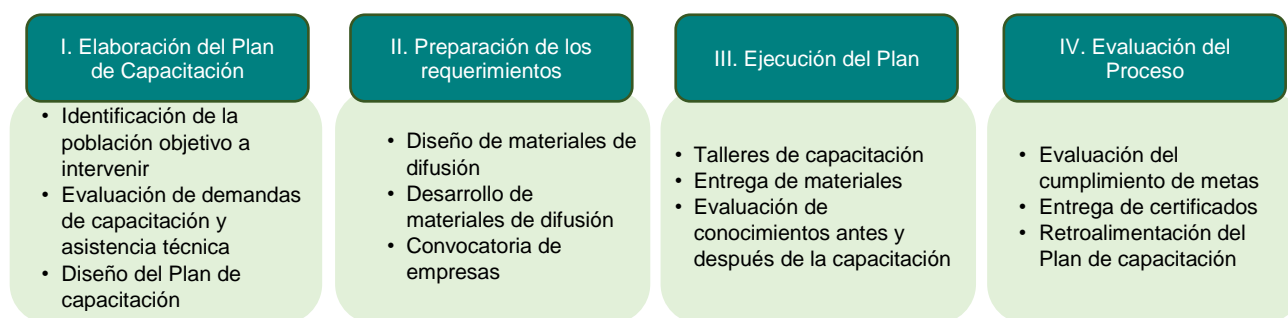 I. Elaboración del Plan
de Capacitación
• Identificación de la
población objetivo a
intervenir
• Evaluación de demandas
de capacitación y
asistencia técnica
• Diseño del Plan de
capacitación
II. Preparación de los
requerimientos
• Diseño de materiales de
difusión
• Desarrollo de
materiales de difusión
• Convocatoria de
empresas
III. Ejecución del Plan
• Talleres de capacitación
• Entrega de materiales
• Evaluación de
conocimientos antes y
después de la capacitación
IV. Evaluación del
Proceso
• Evaluación del
cumplimiento de metas
• Entrega de certificados
• Retroalimentación del
Plan de capacitación